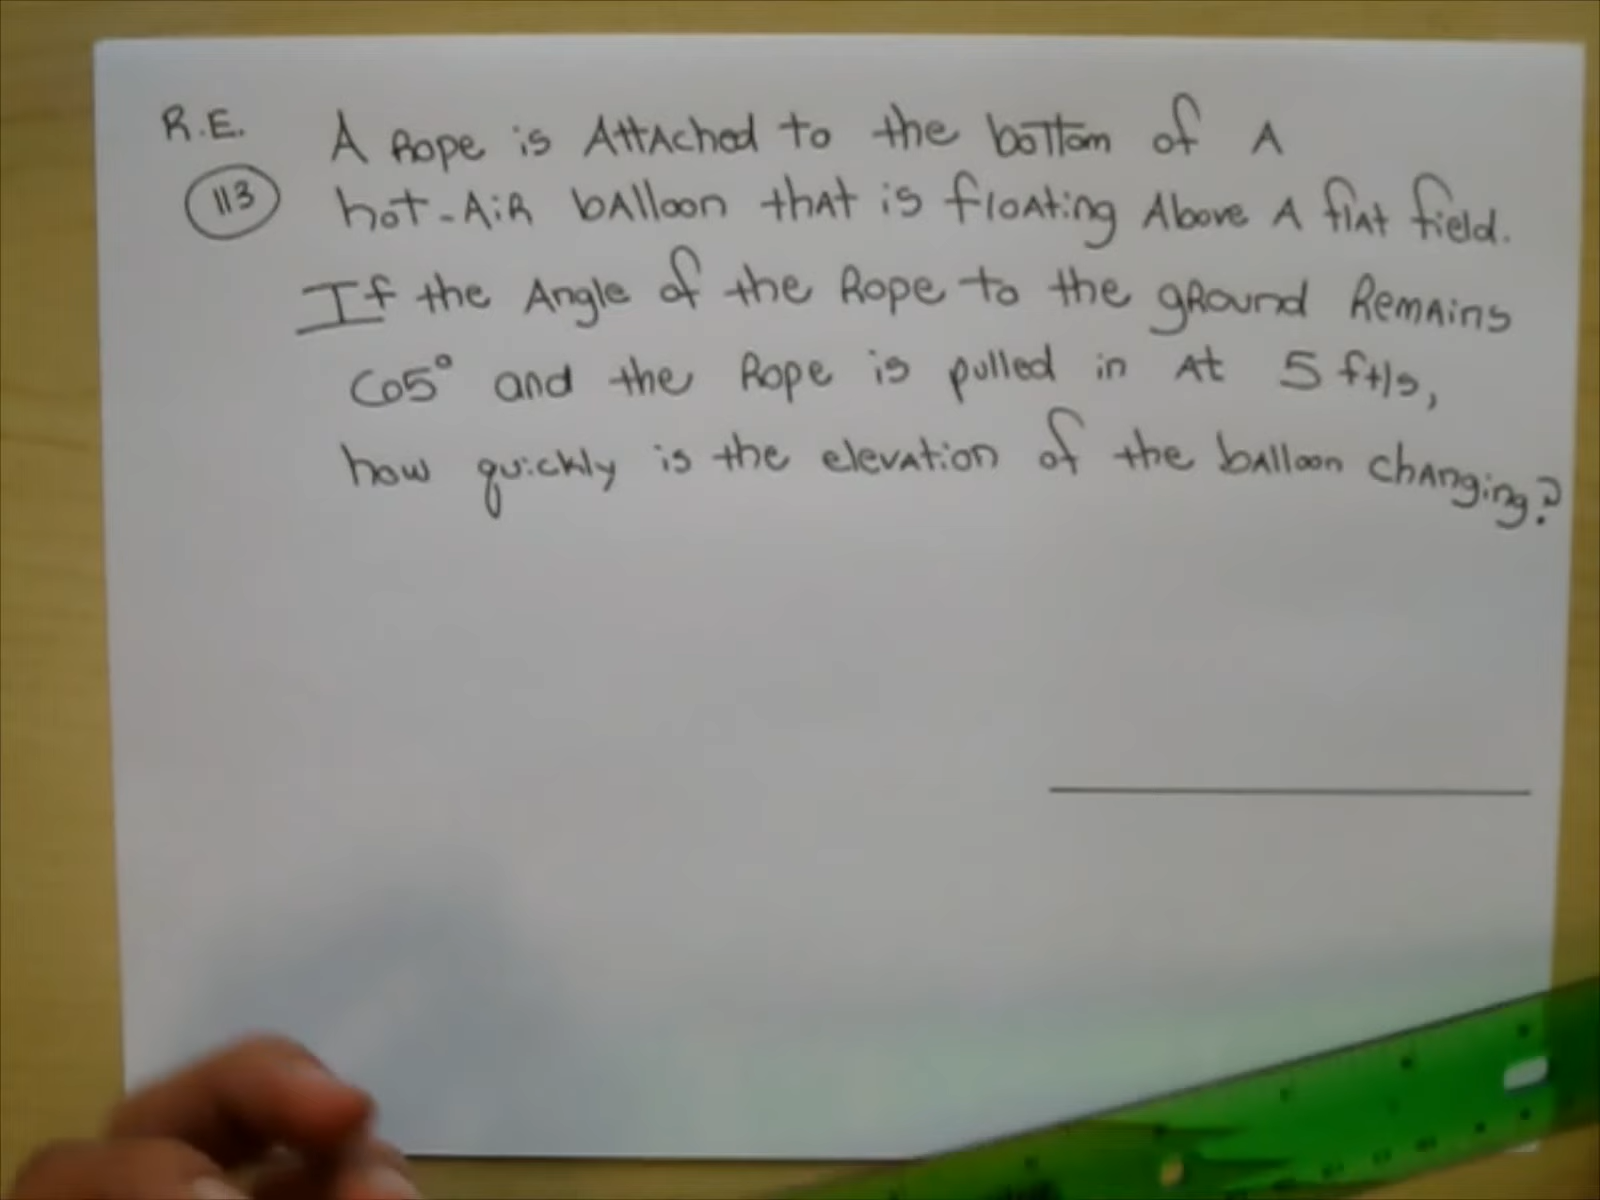 R.E.
113
A Rope is Attached to the bottom of A
hot-Air balloon that is floating Above A flat field.
If the Angle of the Rope to the ground Remains
65° and the Rope is pulled in At 5 ft/s,
how quickly is the elevation of the balloon changing?